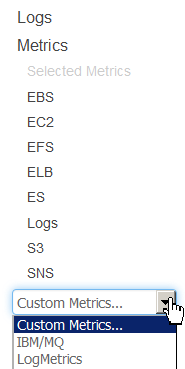 Logs
Metrics
Selected Metrics
EBS
EC2
EFS
ELB
ES
Logs
S3
SNS
Custom Metrics...
Custom Metrics...
IBM/MQ
LogMetrics